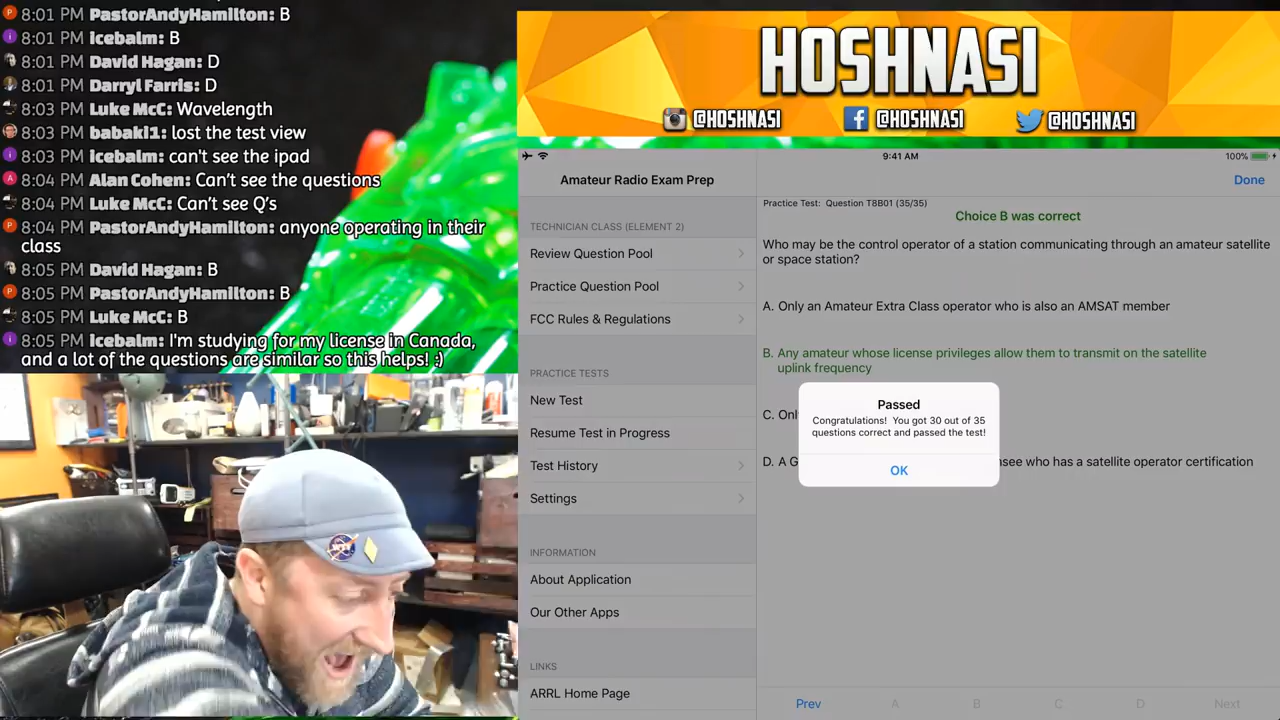 8:01 PM PastorAndyHamilton: B
8:01 PM icebalm: B
8:01 PM David Hagan: D
8:01 PM Darryl Farris: D
8:03 PM Luke McC: Wavelength
8:03 PM babaki1: lost the test view
8:03 PM icebalm: can't see the ipad
8:04 PM Alan Cohen: Can't see the questions
8:04 PM Luke McC: Can't see Q's
8:04 PM PastorAndyHamilton: anyone operating in their
class
8:05 PM David Hagan: B
8:05 PM PastorAndyHamilton: B
8:05 PM Luke McC: B
8:05 PM icebalm: I'm studying for my license in Canada,
and a lot of the questions are similar so this helps! :)
HOSHNASI
@HOSHNASI @HOSHNASI @HOSHNASI
9:41 AM 100%
Amateur Radio Exam Prep
TECHNICIAN CLASS (ELEMENT 2)
Review Question Pool
Practice Question Pool
FCC Rules & Regulations
PRACTICE TESTS
New Test
Resume Test in Progress
Test History
Settings
INFORMATION
About Application
Our Other Apps
LINKS
ARRL Home Page
Done
Practice Test: Question T8B01 (35/35)
Choice B was correct
Who may be the control operator of a station communicating through an amateur satellite
or space station?
A. Only an Amateur Extra Class operator who is also an AMSAT member
B. Any amateur whose license privileges allow them to transmit on the satellite
uplink frequency
C. Onl
D. A G nsee who has a satellite operator certification
Passed
Congratulations! You got 30 out of 35
questions correct and passed the test!
OK
Prev A B C D Next